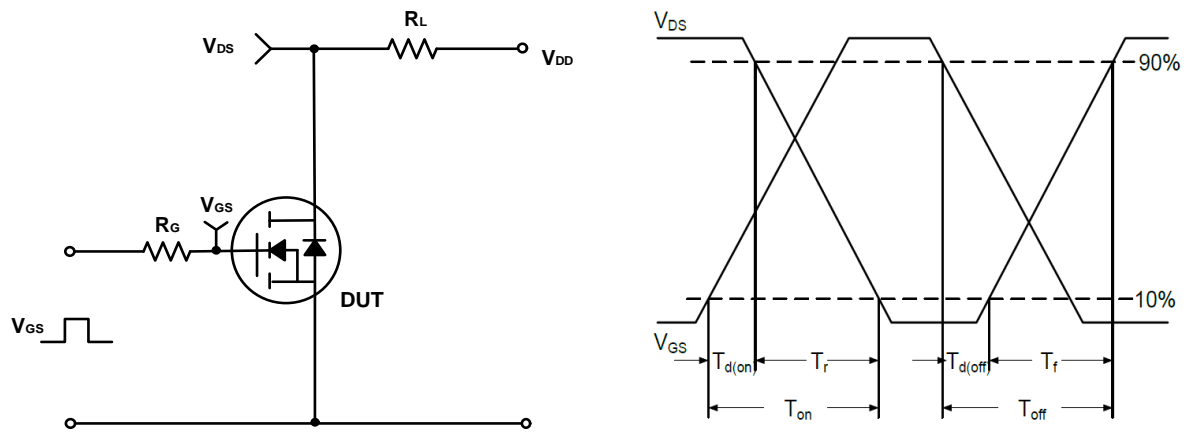 RL
VDS
VDD
VGS
RG
DUT
VGS
VDS
90%
10%
VGS
Td(on)
Tr
Td(off)
Tf
Ton
Toff